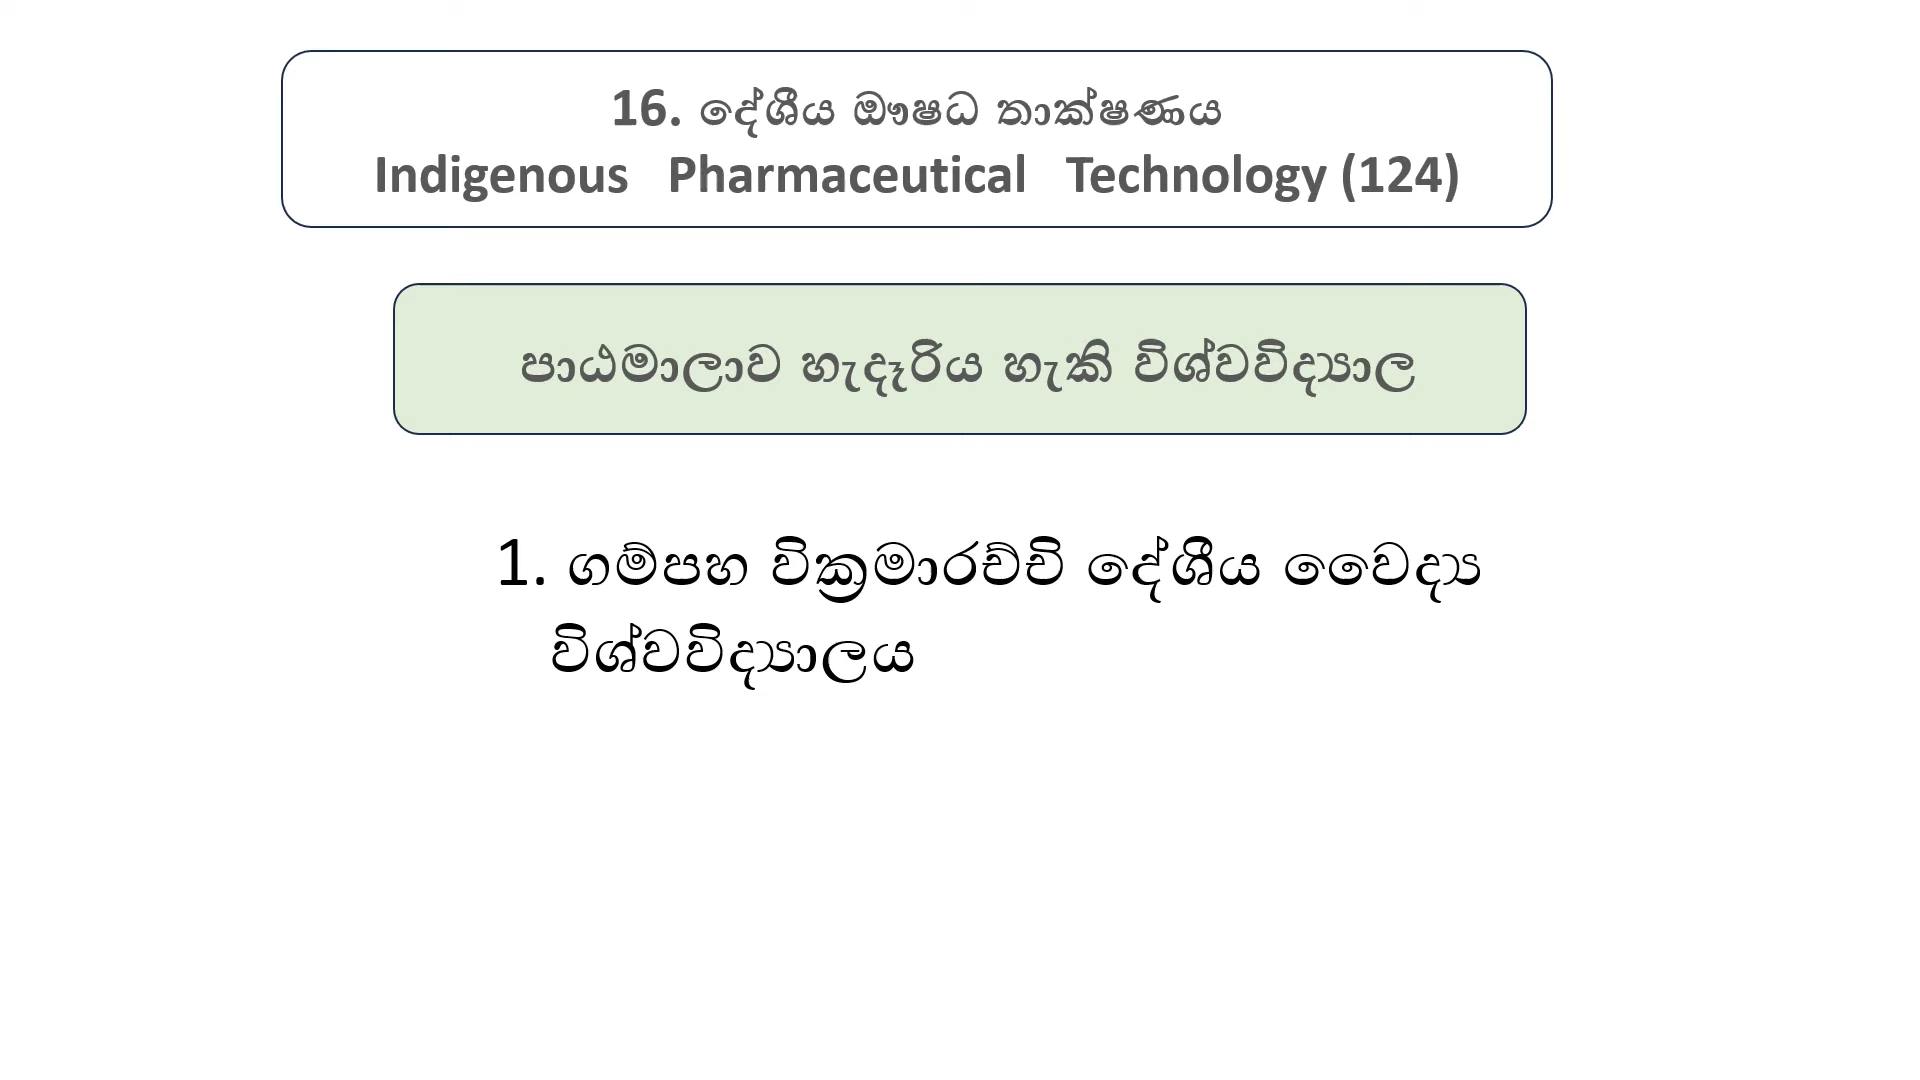 16. දේශීය ඖෂධ තාක්ෂණය
Indigenous Pharmaceutical Technology (124)
පාඨමාලාව හැදෑරිය හැකි විශ්වවිද්‍යාල
1. ගම්පහ වික්‍රමාරච්චි දේශීය වෛද්‍ය
විශ්වවිද්‍යාලය